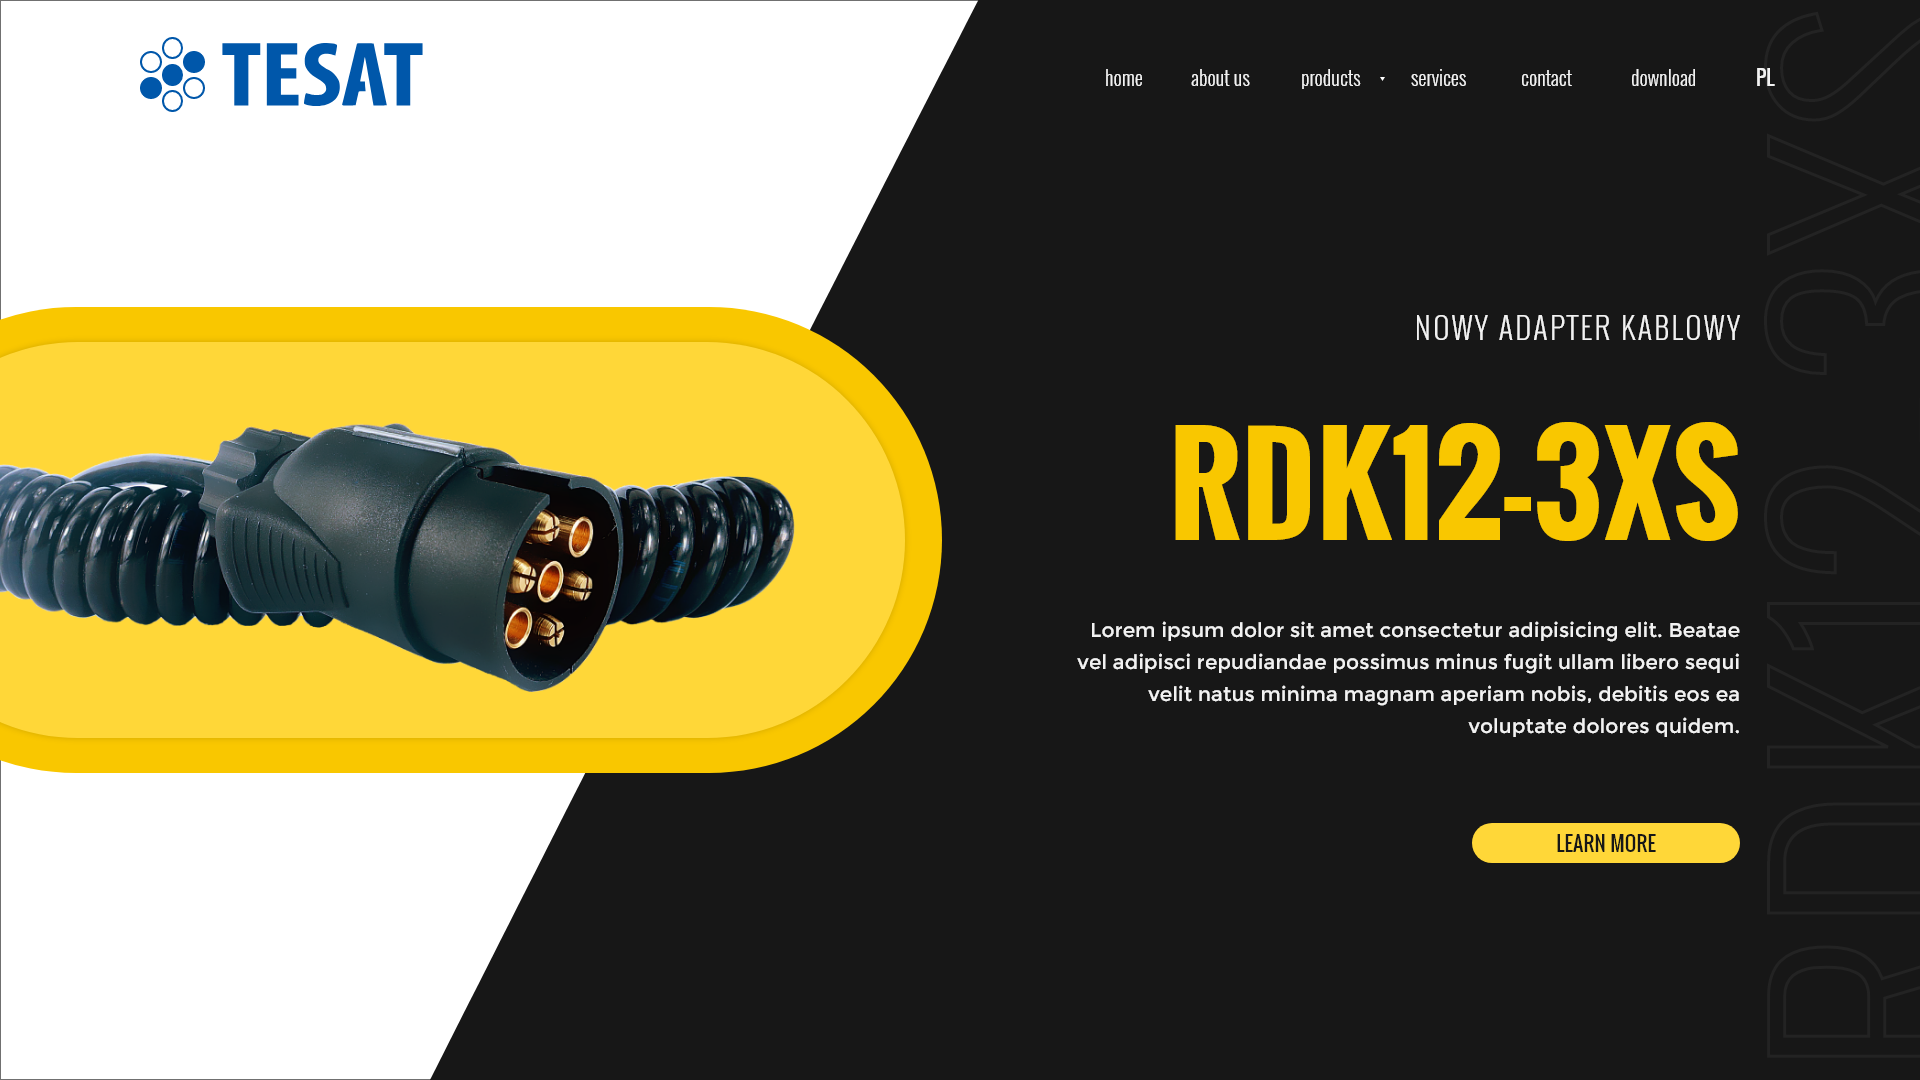 TESAT
home about us products services contact download PL
NOWY ADAPTER KABLOWY
RDK12-3XS
Lorem ipsum dolor sit amet consectetur adipisicing elit. Beatae
vel adipisci repudiandae possimus minus fugit ullam libero sequi
velit natus minima magnam aperiam nobis, debitis eos ea
voluptate dolores quidem.
LEARN MORE
RDK12-3XS